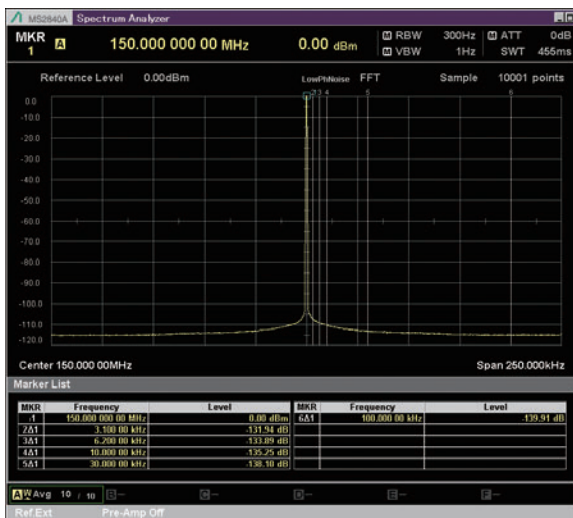 MS2840A Spectrum Analyzer
MKR 1 A 150.000 000 00 MHz 0.00 dBm
M RBW 300Hz M ATT 0dB
M VBW 1Hz SWT 455ms
Reference Level 0.00dBm LowPhNoise FFT Sample 10001 points
2 3 4 5 6
0.0
-10.0
-20.0
-30.0
-40.0
-50.0
-60.0
-70.0
-80.0
-90.0
-100.0
-110.0
-120.0
Center 150.000 00MHz Span 250.000kHz
Marker List
MKR Frequency Level MKR Frequency Level
1 150.000 000 00 MHz 0.00 dBm 6Δ1 100.000 00 kHz -139.91 dB
2Δ1 3.100 00 kHz -131.94 dB
3Δ1 6.200 00 kHz -133.89 dB
4Δ1 10.000 00 kHz -135.25 dB
5Δ1 30.000 00 kHz -138.10 dB
A W Avg 10 / 10 B-- C-- D-- E-- F--
Ref.Ext Pre-Amp Off